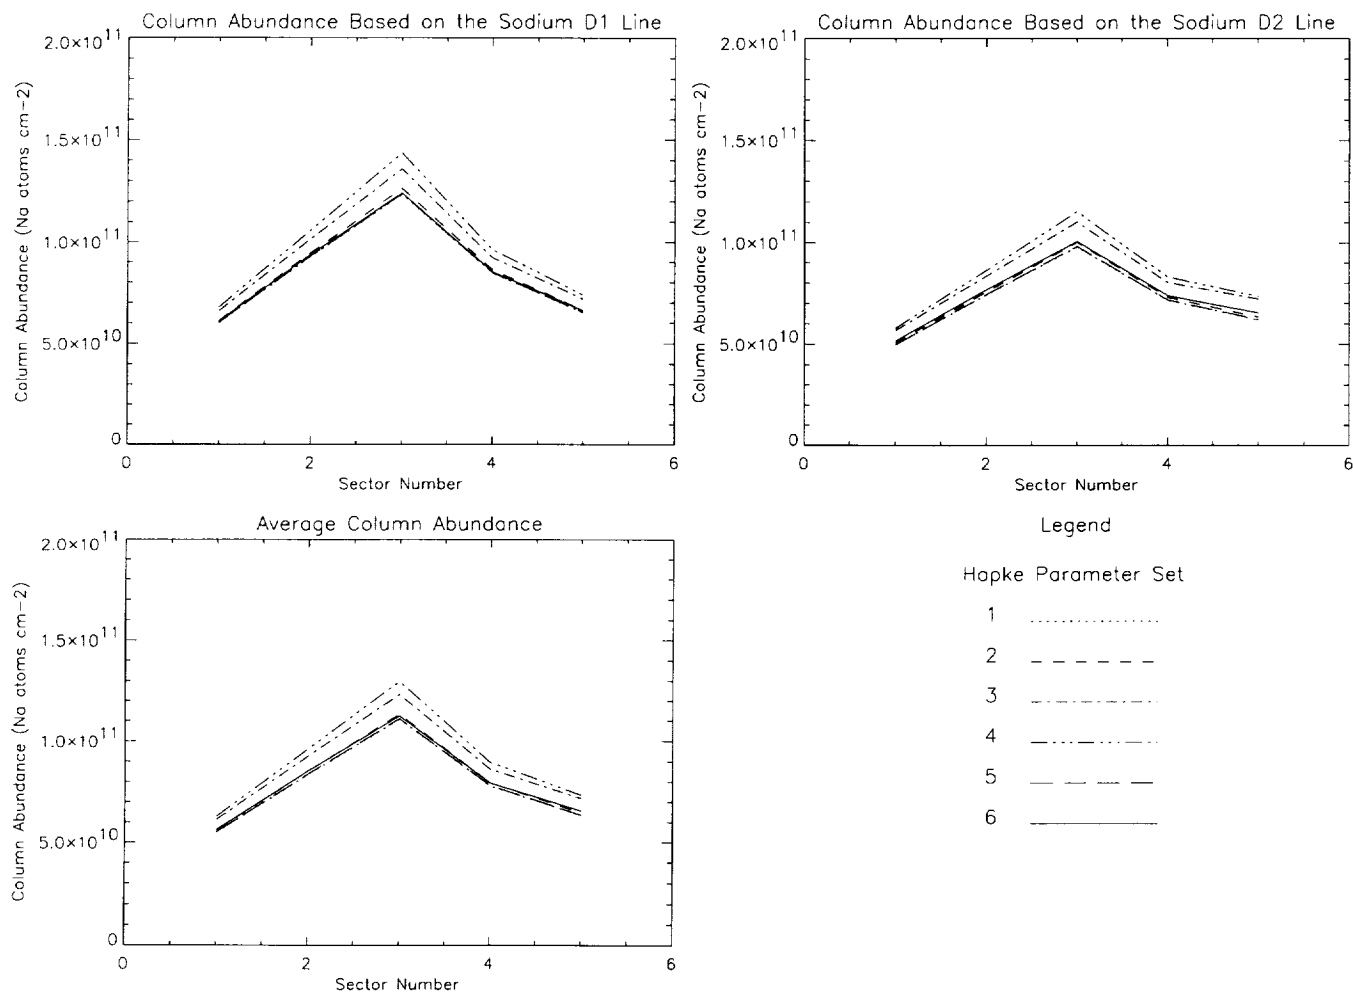 Column Abundance Based on the Sodium D1 Line
2.0×10^11
1.5×10^11
1.0×10^11
5.0×10^10
0
Column Abundance (Na atoms cm−2)
0 2 4 6
Sector Number
Column Abundance Based on the Sodium D2 Line
2.0×10^11
1.5×10^11
1.0×10^11
5.0×10^10
0
Column Abundance (Na atoms cm−2)
0 2 4 6
Sector Number
Average Column Abundance
2.0×10^11
1.5×10^11
1.0×10^11
5.0×10^10
0
Column Abundance (Na atoms cm−2)
0 2 4 6
Sector Number
Legend
Hapke Parameter Set
1
2
3
4
5
6